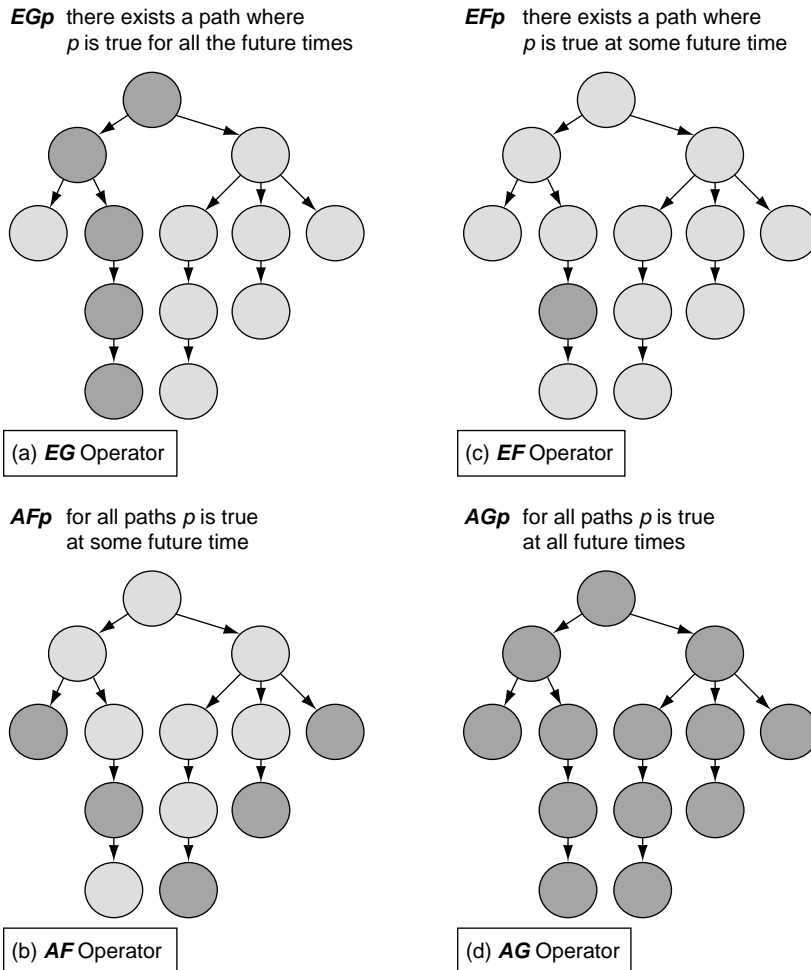 EGp there exists a path where
p is true for all the future times
(a) EG Operator
EFp there exists a path where
p is true at some future time
(c) EF Operator
AFp for all paths p is true
at some future time
(b) AF Operator
AGp for all paths p is true
at all future times
(d) AG Operator